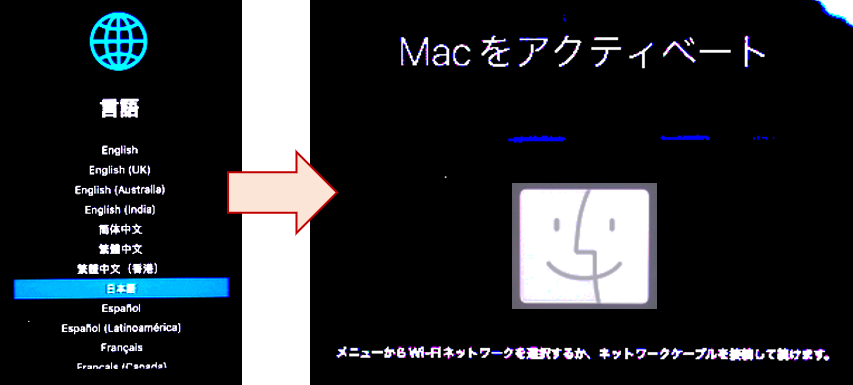 言語
English
English (UK)
English (Australia)
English (India)
简体中文
繁體中文
繁體中文（香港）
日本語
Español
Español (Latinoamérica)
Français
Français (Canada)
Macをアクティベート
メニューからWi-Fiネットワークを選択するか、ネットワークケーブルを接続して続けます。